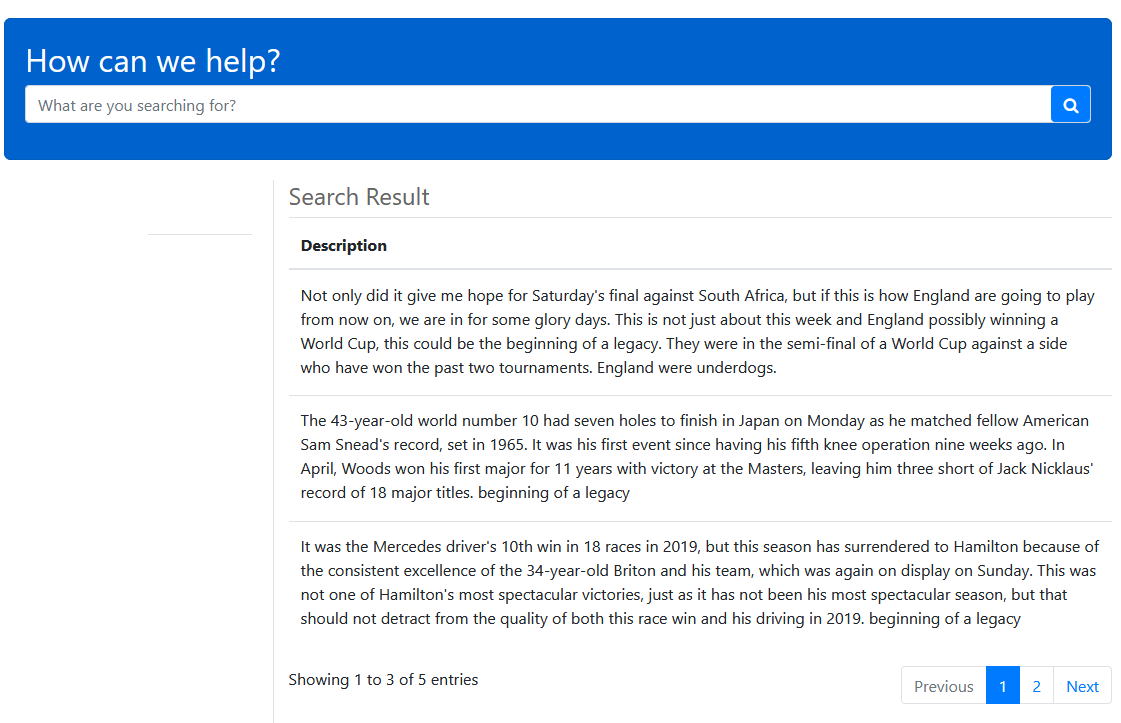 How can we help?
What are you searching for?
Search Result
Description
Not only did it give me hope for Saturday's final against South Africa, but if this is how England are going to play
from now on, we are in for some glory days. This is not just about this week and England possibly winning a
World Cup, this could be the beginning of a legacy. They were in the semi-final of a World Cup against a side
who have won the past two tournaments. England were underdogs.
The 43-year-old world number 10 had seven holes to finish in Japan on Monday as he matched fellow American
Sam Snead's record, set in 1965. It was his first event since having his fifth knee operation nine weeks ago. In
April, Woods won his first major for 11 years with victory at the Masters, leaving him three short of Jack Nicklaus'
record of 18 major titles. beginning of a legacy
It was the Mercedes driver's 10th win in 18 races in 2019, but this season has surrendered to Hamilton because of
the consistent excellence of the 34-year-old Briton and his team, which was again on display on Sunday. This was
not one of Hamilton's most spectacular victories, just as it has not been his most spectacular season, but that
should not detract from the quality of both this race win and his driving in 2019. beginning of a legacy
Showing 1 to 3 of 5 entries
Previous 1 2 Next